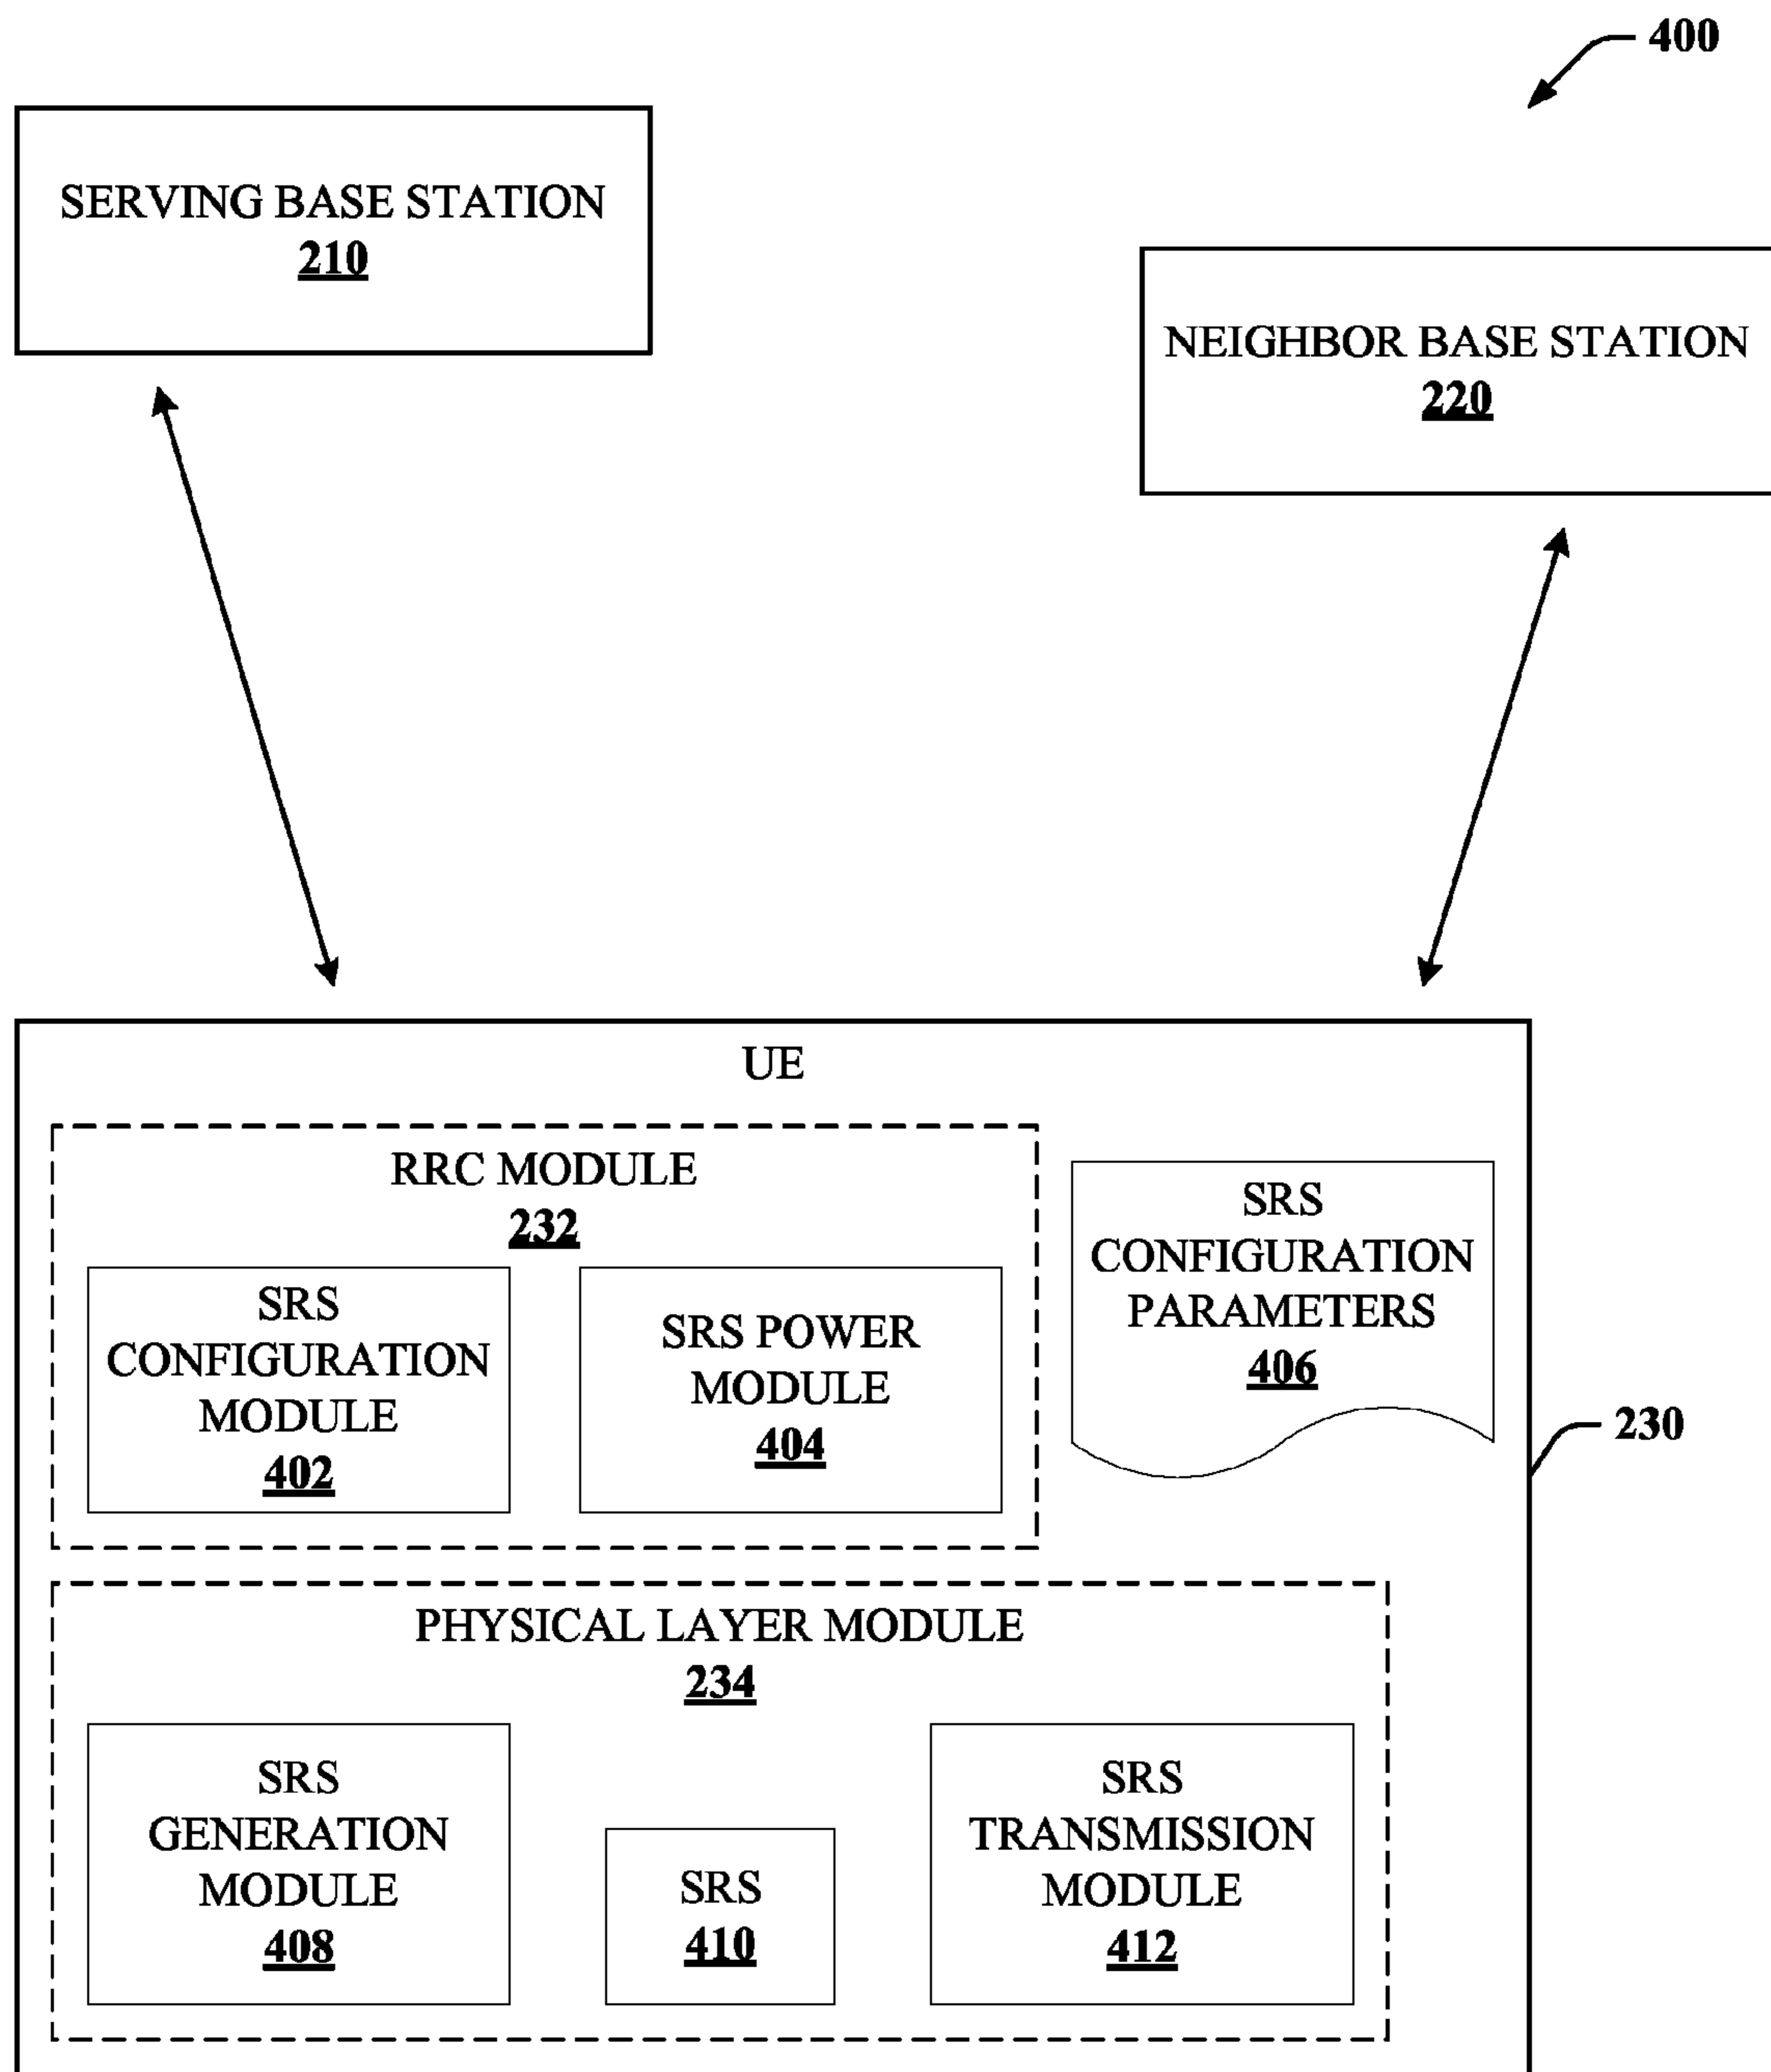 400
SERVING BASE STATION
210
NEIGHBOR BASE STATION
220
UE
RRC MODULE
232
SRS
CONFIGURATION
MODULE
402
SRS POWER
MODULE
404
SRS
CONFIGURATION
PARAMETERS
406
230
PHYSICAL LAYER MODULE
234
SRS
GENERATION
MODULE
408
SRS
410
SRS
TRANSMISSION
MODULE
412